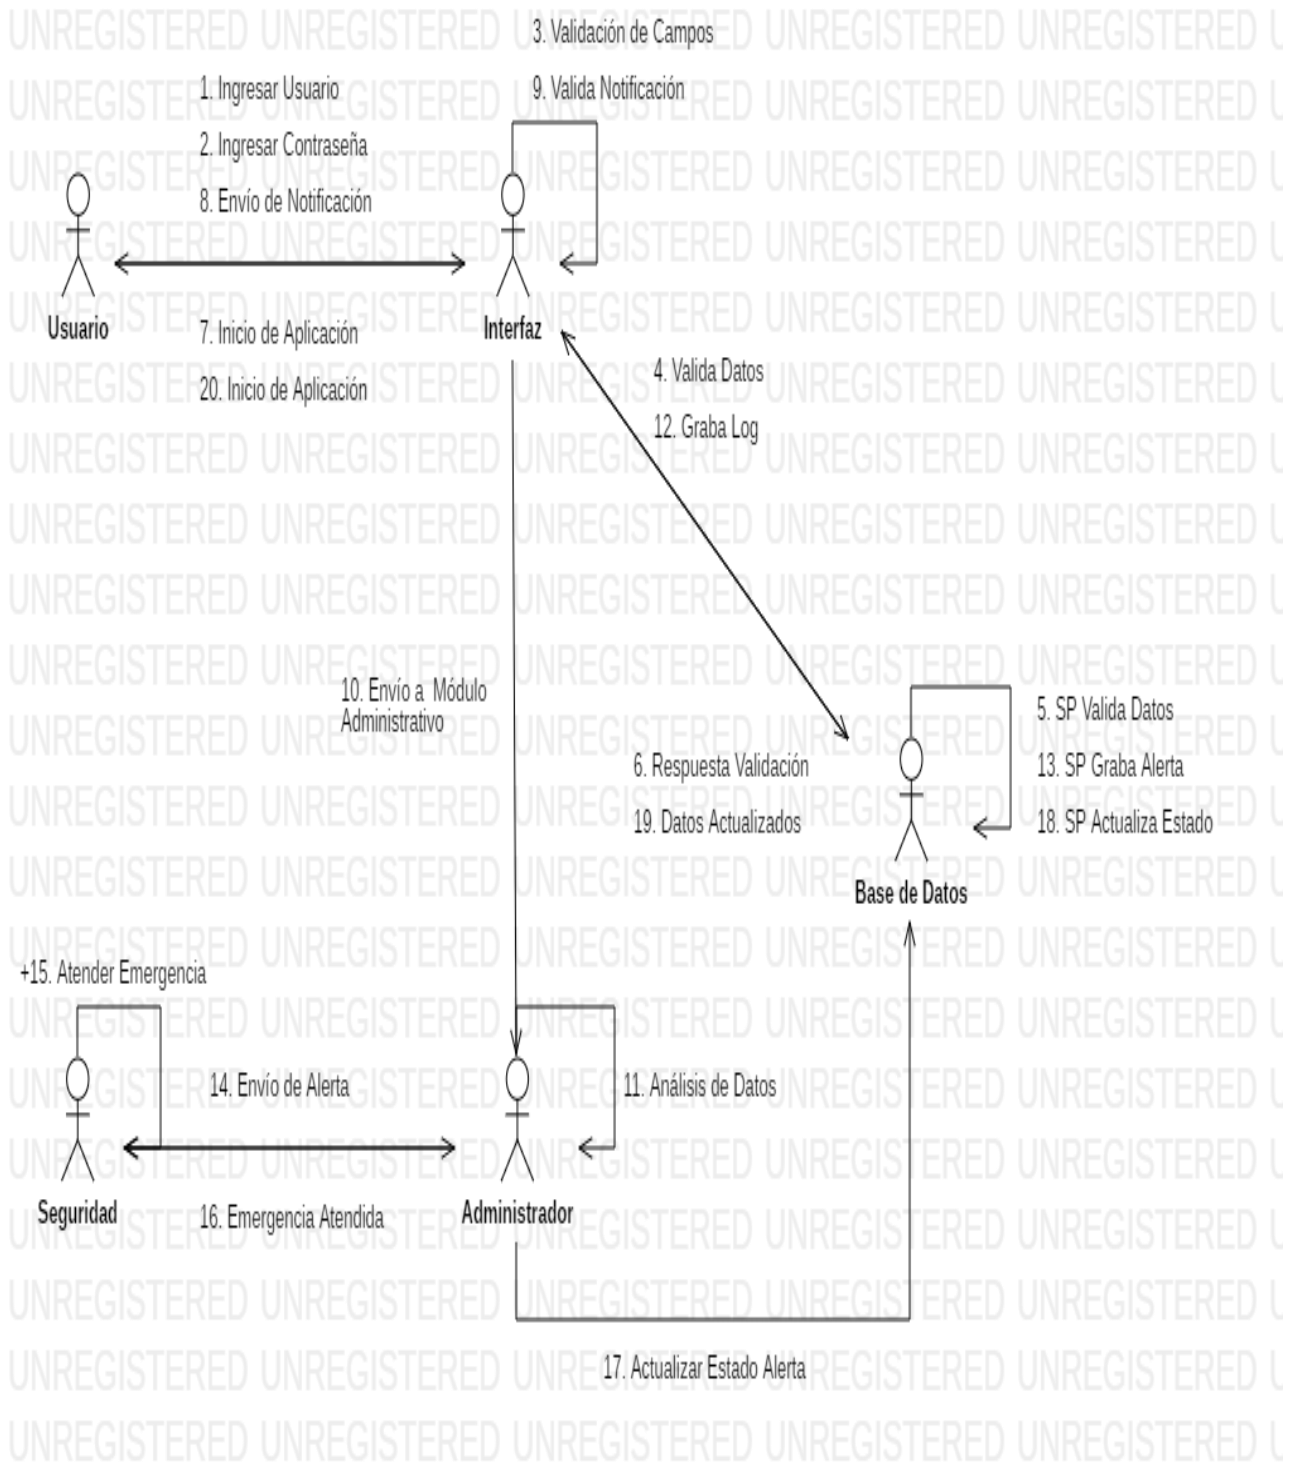 3. Validación de Campos
1. Ingresar Usuario
9. Valida Notificación
2. Ingresar Contraseña
8. Envío de Notificación
Usuario
Interfaz
7. Inicio de Aplicación
20. Inicio de Aplicación
4. Valida Datos
12. Graba Log
10. Envío a Módulo
Administrativo
5. SP Valida Datos
6. Respuesta Validación
13. SP Graba Alerta
19. Datos Actualizados
18. SP Actualiza Estado
Base de Datos
+15. Atender Emergencia
14. Envío de Alerta
11. Análisis de Datos
Seguridad
16. Emergencia Atendida
Administrador
17. Actualizar Estado Alerta
UNREGISTERED